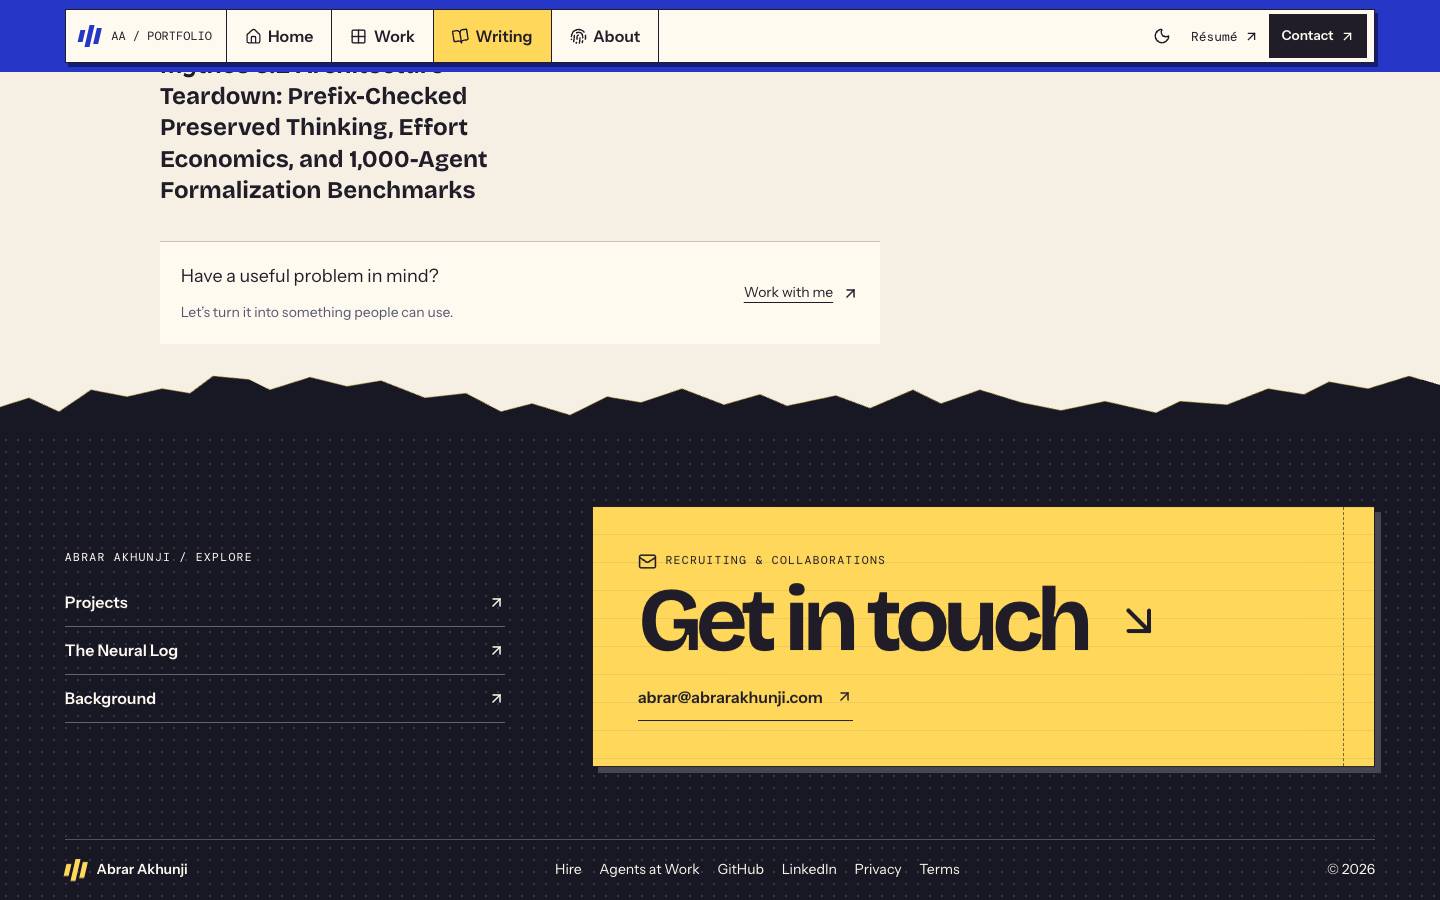 AA / PORTFOLIO
Home
Work
Writing
About
Résumé
Contact
Teardown: Prefix-Checked
Preserved Thinking, Effort
Economics, and 1,000-Agent
Formalization Benchmarks
Have a useful problem in mind?
Let's turn it into something people can use.
Work with me
ABRAR AKHUNJI / EXPLORE
Projects
The Neural Log
Background
RECRUITING & COLLABORATIONS
Get in touch
abrar@abrarakhunji.com
Abrar Akhunji
Hire
Agents at Work
GitHub
LinkedIn
Privacy
Terms
© 2026